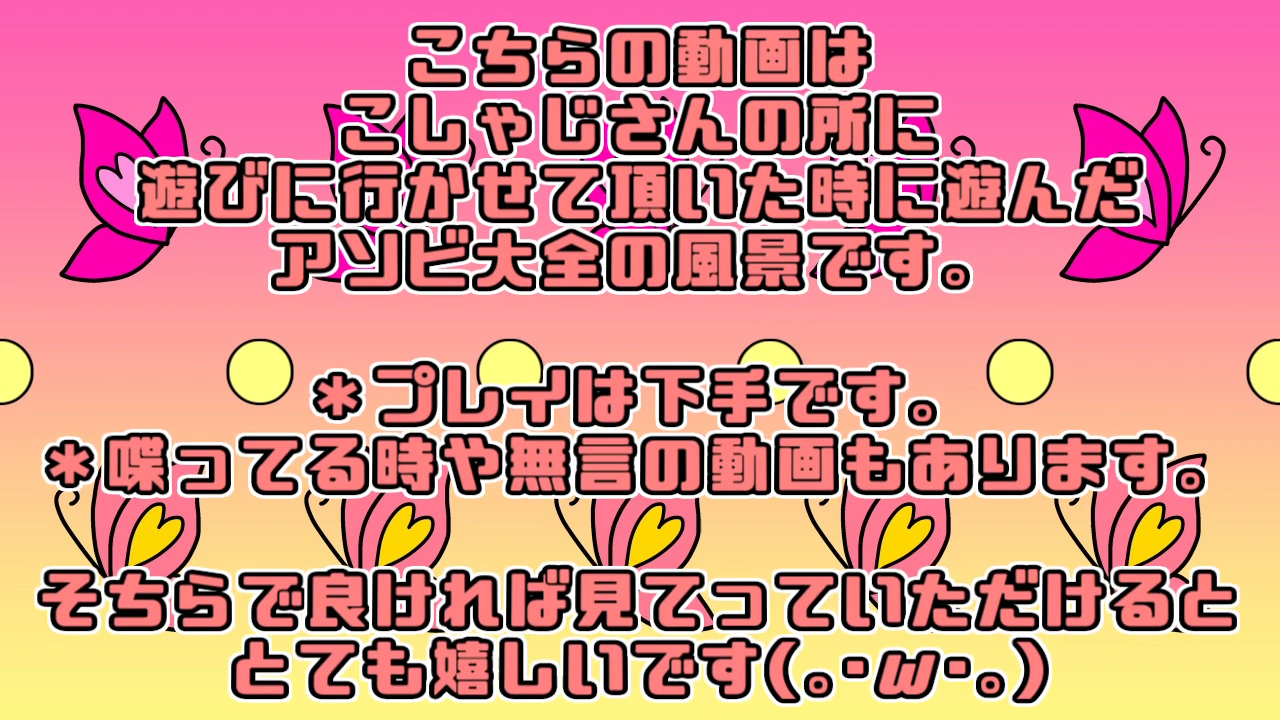 こちらの動画は
こしゃじさんの所に
遊びに行かせて頂いた時に遊んだ
アソビ大全の風景です。
＊プレイは下手です。
＊喋ってる時や無言の動画もあります。
そちらで良ければ見てっていただけると
とても嬉しいです(｡･ω･｡)